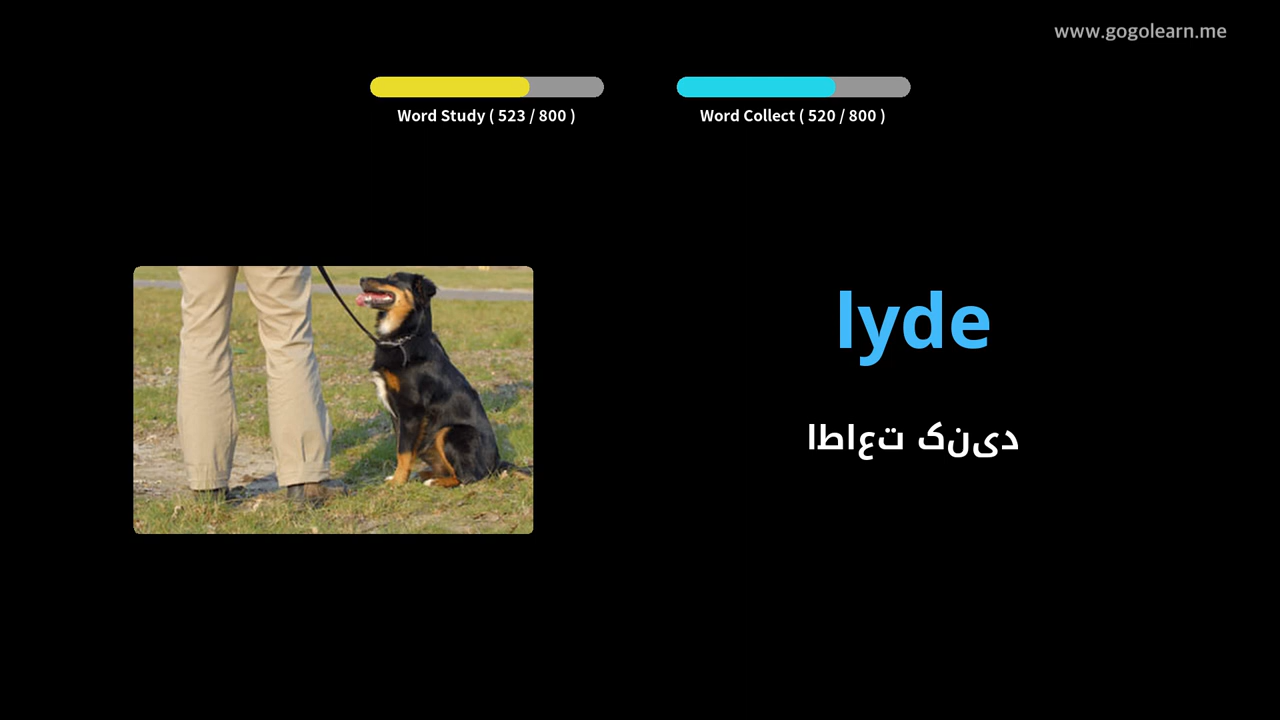 www.gogolearn.me
Word Study ( 523 / 800 )
Word Collect ( 520 / 800 )
lyde
اطاعت کنید